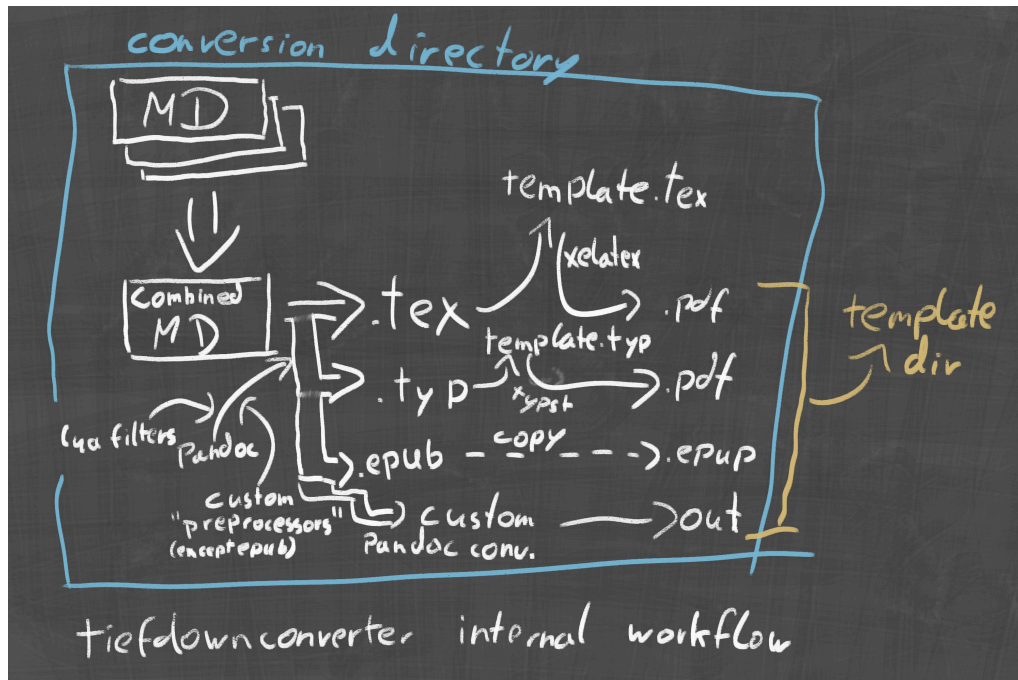 conversion directory
MD
template.tex
xelatex
combined
MD
.tex
.pdf
template.typ
.typ
typst
.pdf
template
dir
lua filters
Pandoc
.epub
copy
.epup
custom
"preprocessors"
(except epub)
custom
Pandoc conv.
out
tiefdownconverter internal workflow